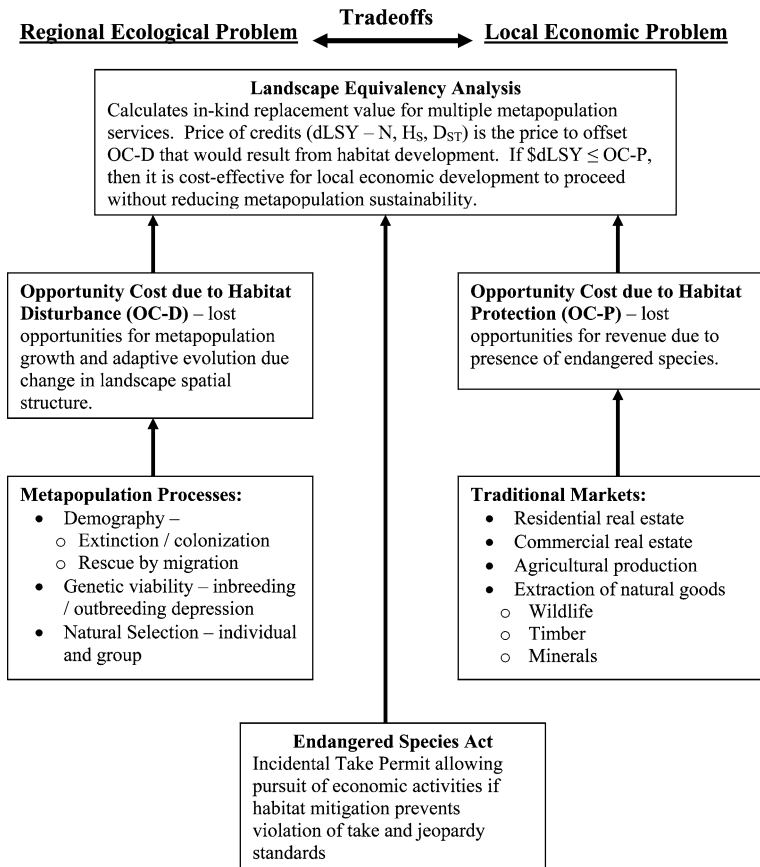 Regional Ecological Problem
Tradeoffs
Local Economic Problem
Landscape Equivalency Analysis
Calculates in-kind replacement value for multiple metapopulation
services.  Price of credits (dLSY – N, H_S, D_ST) is the price to offset
OC-D that would result from habitat development.  If $dLSY ≤ OC-P,
then it is cost-effective for local economic development to proceed
without reducing metapopulation sustainability.
Opportunity Cost due to Habitat
Disturbance (OC-D) – lost
opportunities for metapopulation
growth and adaptive evolution due
change in landscape spatial
structure.
Opportunity Cost due to Habitat
Protection (OC-P) – lost
opportunities for revenue due to
presence of endangered species.
Metapopulation Processes:
• Demography –
o Extinction / colonization
o Rescue by migration
• Genetic viability – inbreeding
/ outbreeding depression
• Natural Selection – individual
and group
Traditional Markets:
• Residential real estate
• Commercial real estate
• Agricultural production
• Extraction of natural goods
o Wildlife
o Timber
o Minerals
Endangered Species Act
Incidental Take Permit allowing
pursuit of economic activities if
habitat mitigation prevents
violation of take and jeopardy
standards